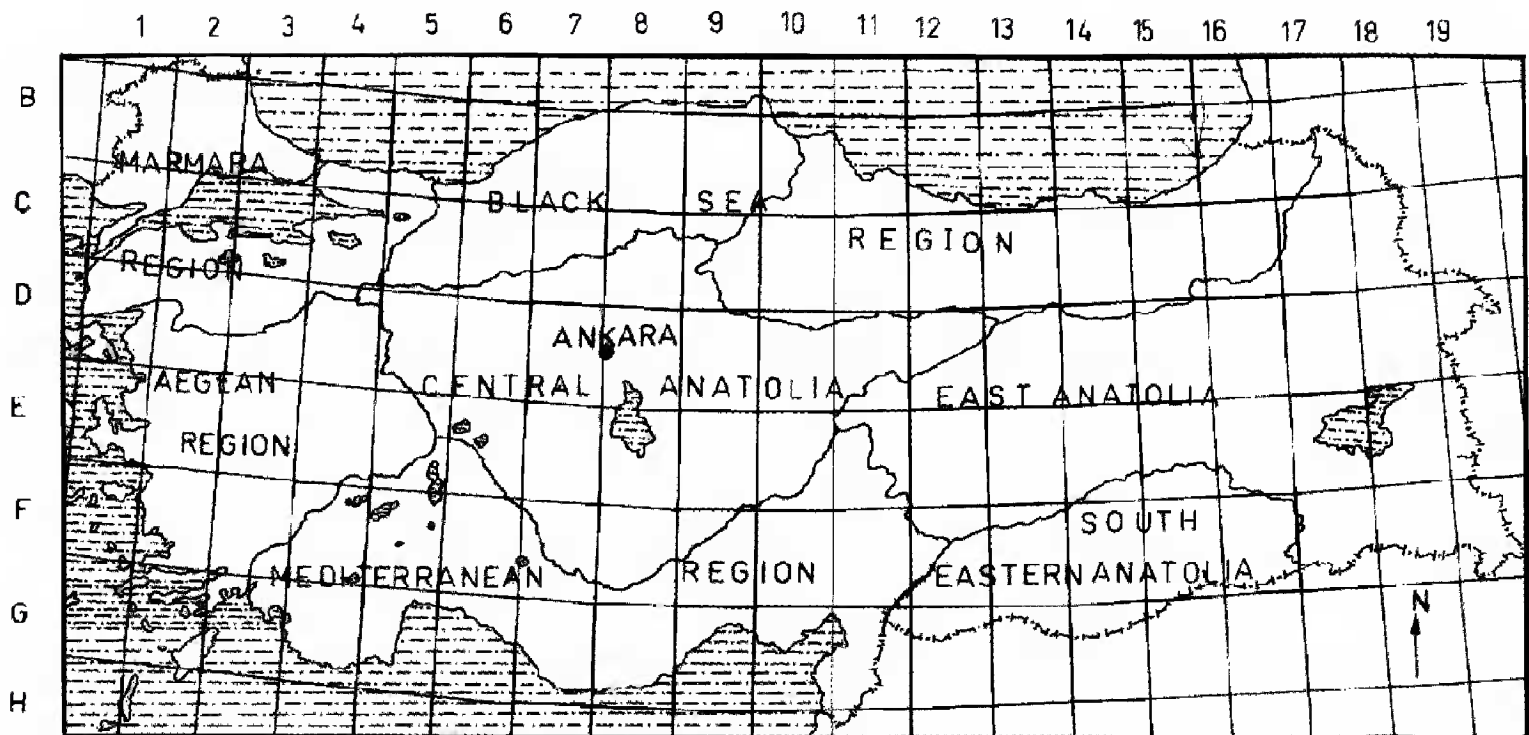 1 2 3 4 5 6 7 8 9 10 11 12 13 14 15 16 17 18 19
B
MARMARA
C
BLACK SEA
REGION
REGION
D
ANKARA
AEGEAN
CENTRAL ANATOLIA
EAST ANATOLIA
E
REGION
F
SOUTH
MEDITERRANEAN REGION
EASTERN ANATOLIA
G
N
H